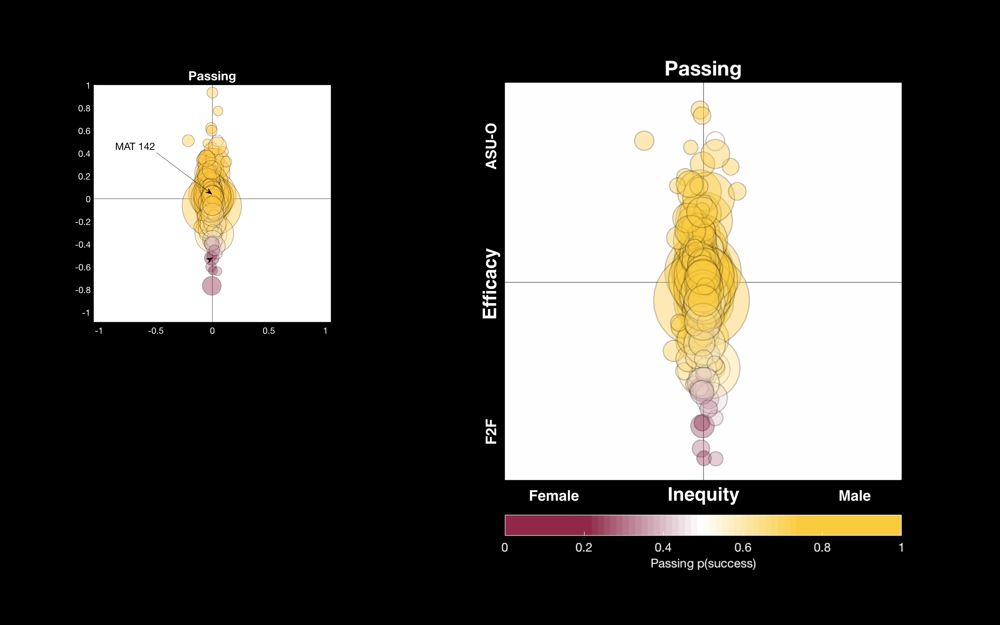 Passing
1
0.8
0.6
0.4
0.2
0
-0.2
-0.4
-0.6
-0.8
-1
MAT 142
-1 -0.5 0 0.5 1
Passing
ASU-O
Efficacy
F2F
Female Inequity Male
0 0.2 0.4 0.6 0.8 1
Passing p(success)